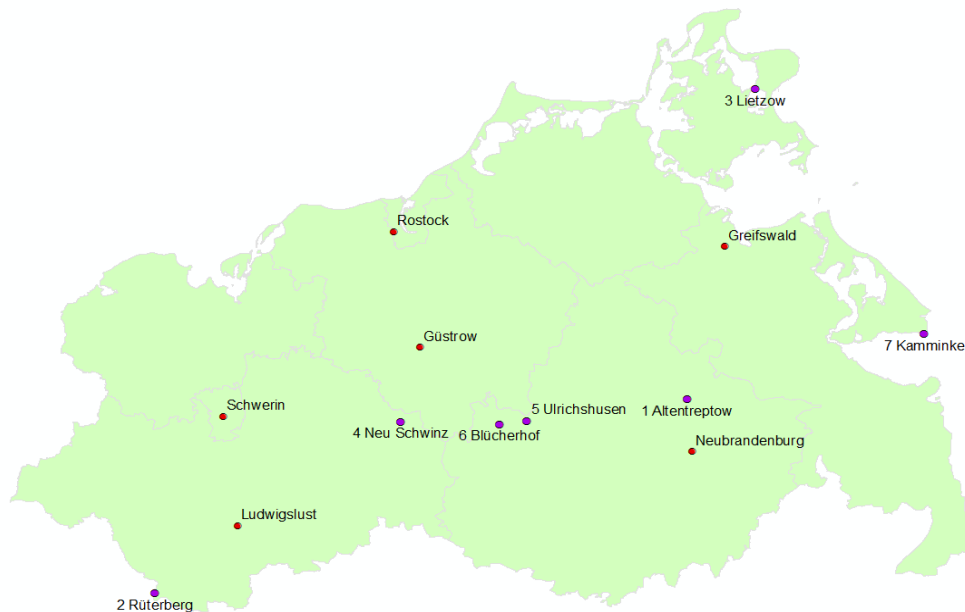 3 Lietzow
Rostock
Greifswald
Güstrow
7 Kamminke
Schwerin
5 Ulrichshusen
1 Altentreptow
4 Neu Schwinz
6 Blücherhof
Neubrandenburg
Ludwigslust
2 Rüterberg